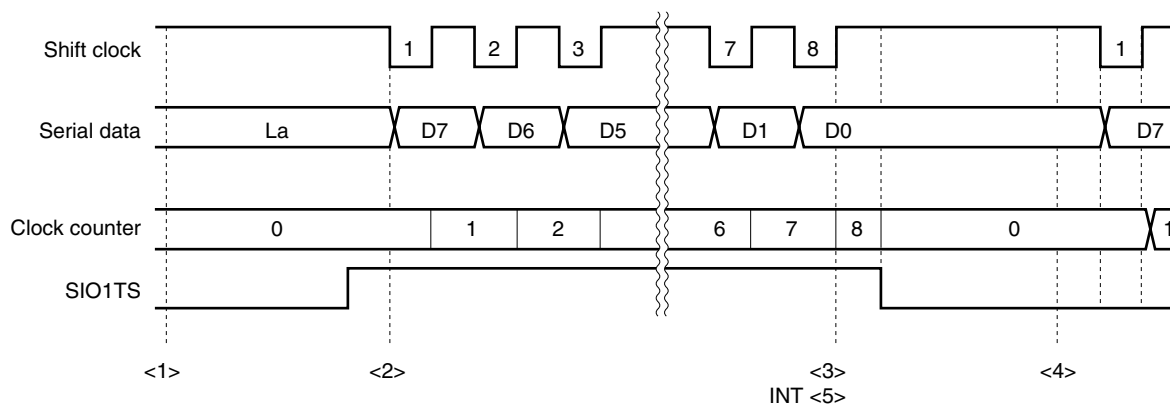 Shift clock 1 2 3 7 8 1
Serial data La D7 D6 D5 D1 D0 D7
Clock counter 0 1 2 6 7 8 0 1
SIO1TS
<1> <2> <3> <4>
INT <5>